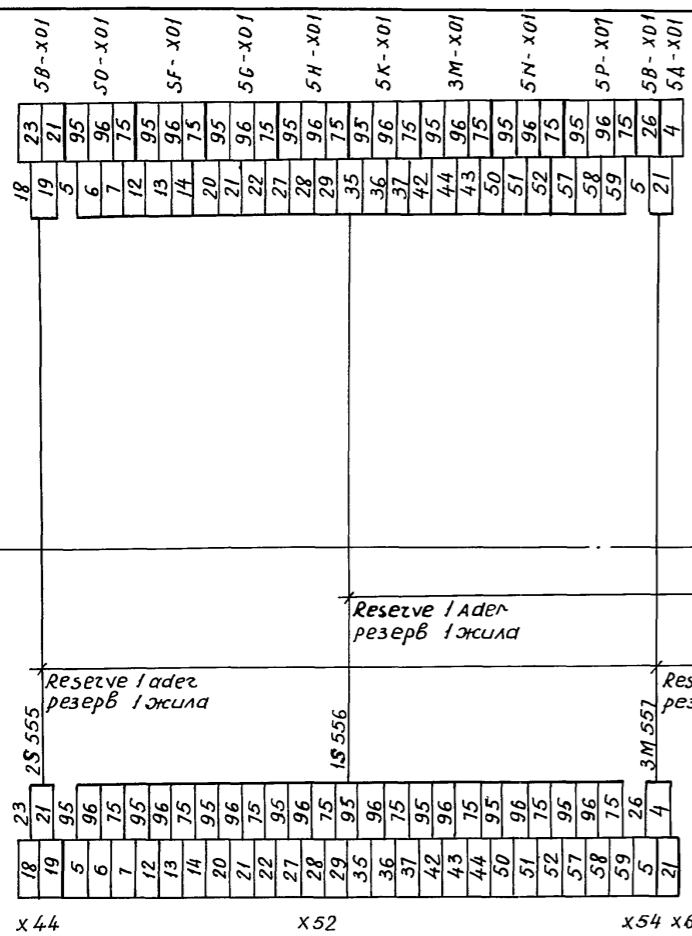 5B-X01 SO-X01 SF-X01 5G-X01 5H-X01 5K-X01 3M-X01 5N-X01 5P-X01 5B-X01 5A-X01
23 21 95 96 75 95 96 75 95 96 75 95 96 75 95 96 75 95 96 75 95 96 75 95 96 75 26 4
18 19 5 6 7 12 13 14 20 21 22 27 28 29 35 36 37 42 44 43 50 51 52 57 58 59 5 21
Reserve 1 Ader
резерв 1 жила
Reserve 1 ader
резерв 1 жила
Res
рез
2S 555 1S 556 3M 557
23 21 95 96 75 95 96 75 95 96 75 95 96 75 95 96 75 95 96 75 95 96 75 95 96 75 26 4
18 19 5 6 7 12 13 14 20 21 22 27 28 29 35 36 37 42 43 44 50 51 52 57 58 59 5 21
x44 x52 x54 x6